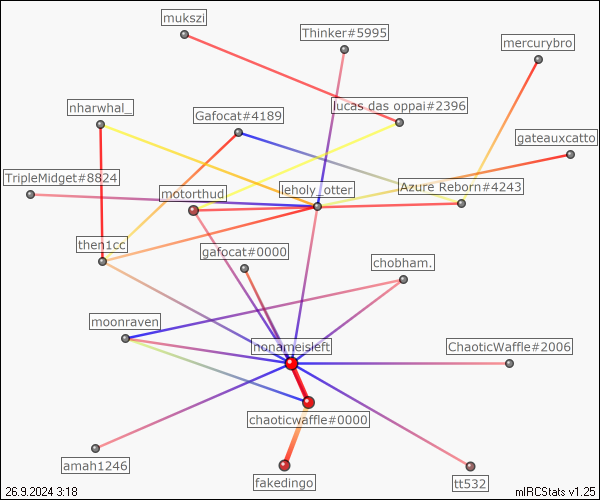 mukszi
Thinker#5995
mercurybro
nharwhal_
Gafocat#4189
lucas das oppai#2396
gateauxcatto
TripleMidget#8824
motorthud
leholy_otter
Azure Reborn#4243
then1cc
gafocat#0000
chobham.
moonraven
nonameisleft
ChaoticWaffle#2006
chaoticwaffle#0000
amah1246
fakedingo
tt532
26.9.2024 3:18
mIRCStats v1.25